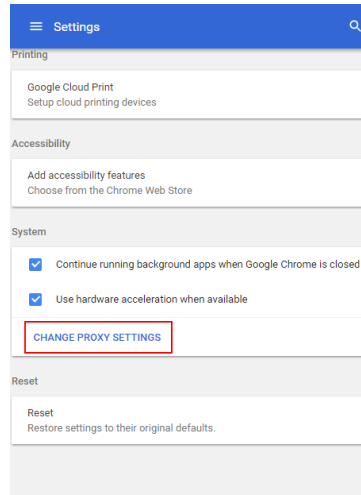 Settings
Printing
Google Cloud Print
Setup cloud printing devices
Accessibility
Add accessibility features
Choose from the Chrome Web Store
System
Continue running background apps when Google Chrome is closed
Use hardware acceleration when available
CHANGE PROXY SETTINGS
Reset
Reset
Restore settings to their original defaults.